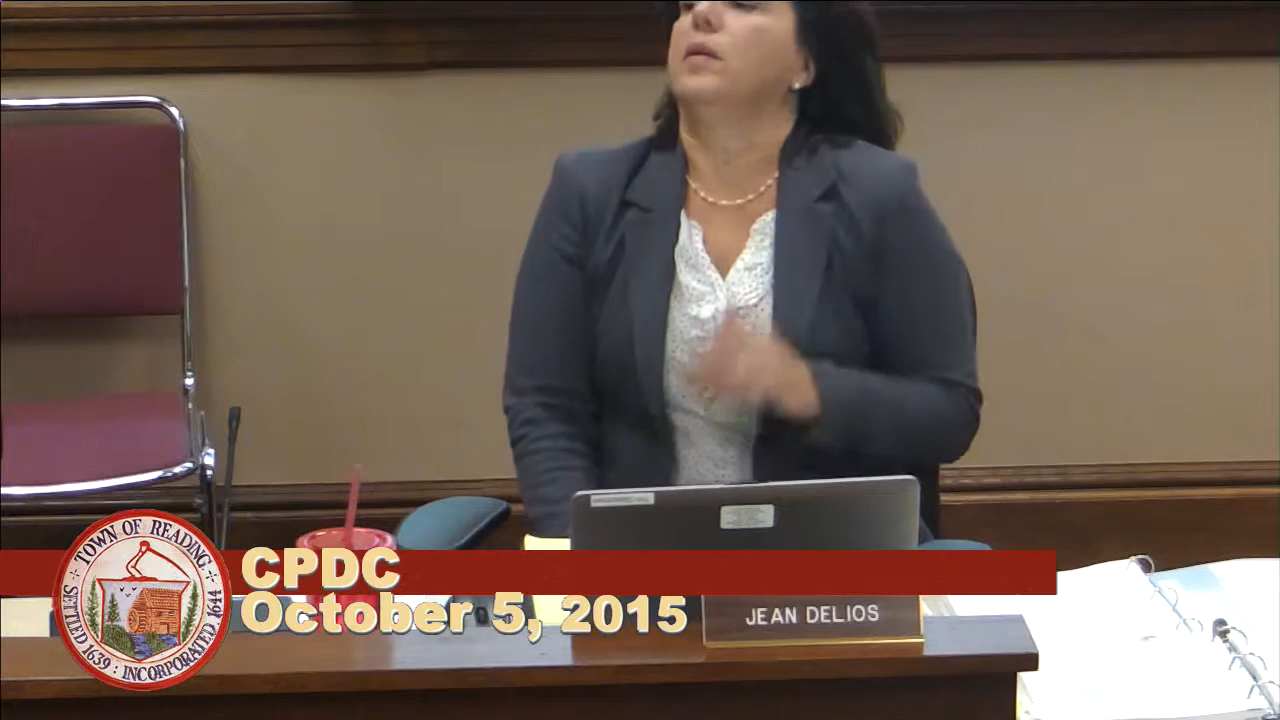 CPDC
October 5, 2015
TOWN OF READING
SETTLED 1639 : INCORPORATED 1644
JEAN DELIOS